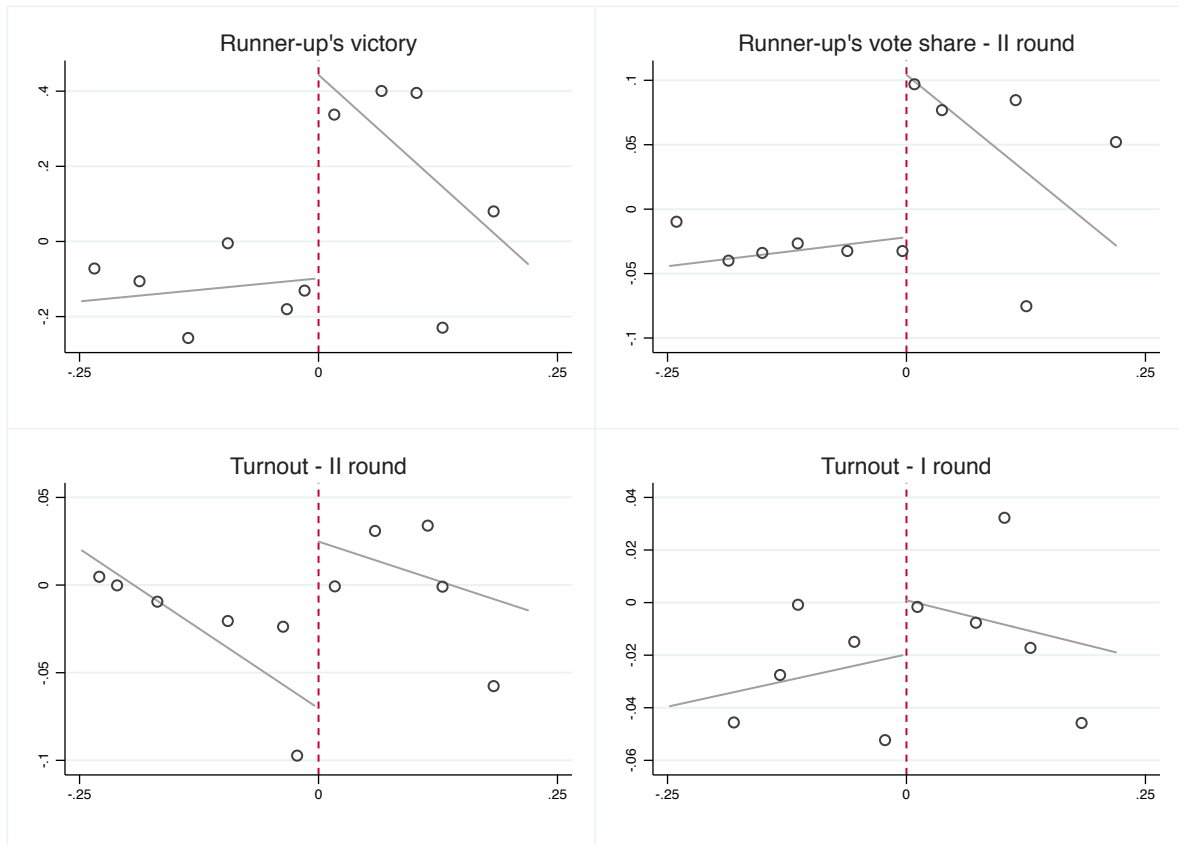 Runner-up's victory
.4
.2
0
-.2
-.25 0 .25
Runner-up's vote share - II round
.1
.05
0
-.05
-.1
-.25 0 .25
Turnout - II round
.05
0
-.05
-.1
-.25 0 .25
Turnout - I round
.04
.02
0
-.02
-.04
-.06
-.25 0 .25